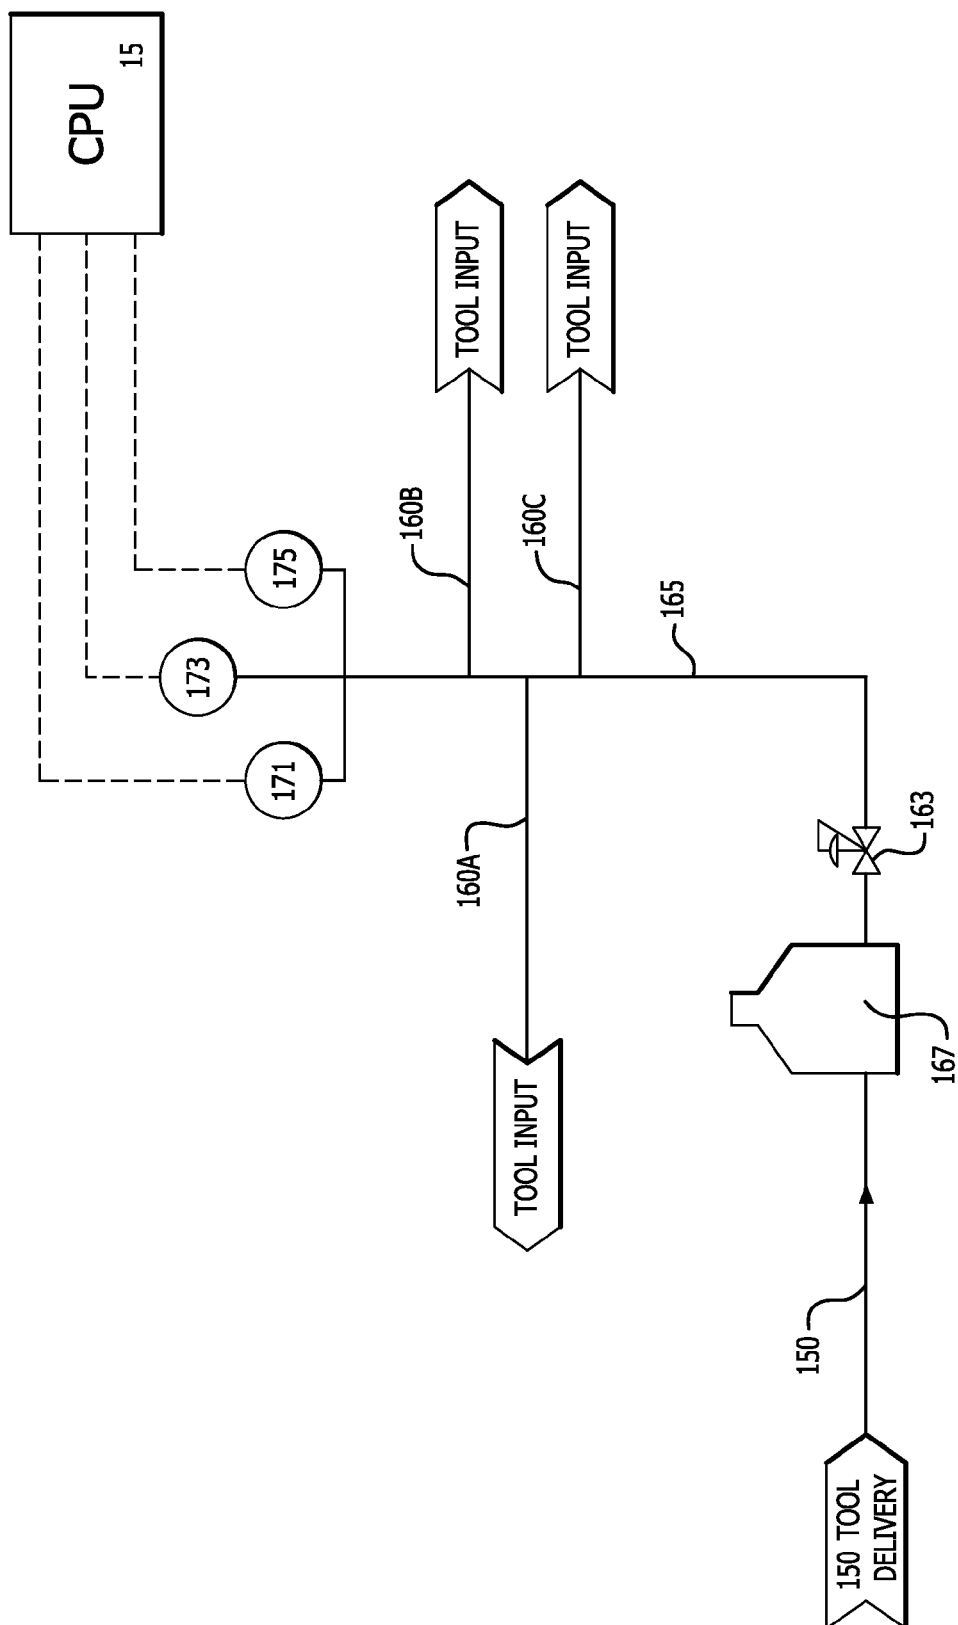 CPU
15
171
173
175
160A
160B
160C
TOOL INPUT
TOOL INPUT
TOOL INPUT
165
163
167
150
150 TOOL
DELIVERY